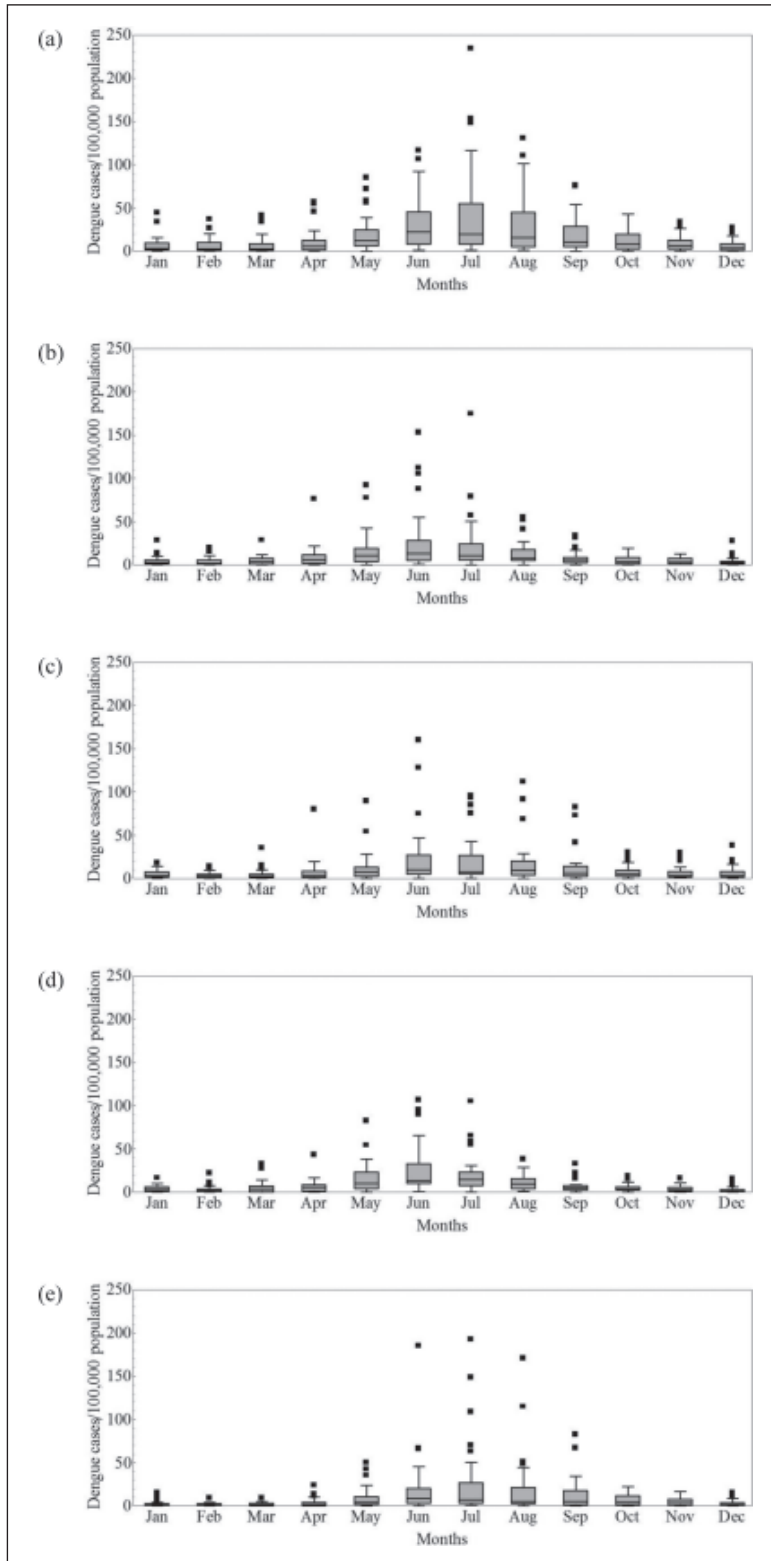 (a)
Dengue cases/100,000 population
250
200
150
100
50
0
Jan Feb Mar Apr May Jun Jul Aug Sep Oct Nov Dec
Months
(b)
Dengue cases/100,000 population
250
200
150
100
50
0
Jan Feb Mar Apr May Jun Jul Aug Sep Oct Nov Dec
Months
(c)
Dengue cases/100,000 population
250
200
150
100
50
0
Jan Feb Mar Apr May Jun Jul Aug Sep Oct Nov Dec
Months
(d)
Dengue cases/100,000 population
250
200
150
100
50
0
Jan Feb Mar Apr May Jun Jul Aug Sep Oct Nov Dec
Months
(e)
Dengue cases/100,000 population
250
200
150
100
50
0
Jan Feb Mar Apr May Jun Jul Aug Sep Oct Nov Dec
Months